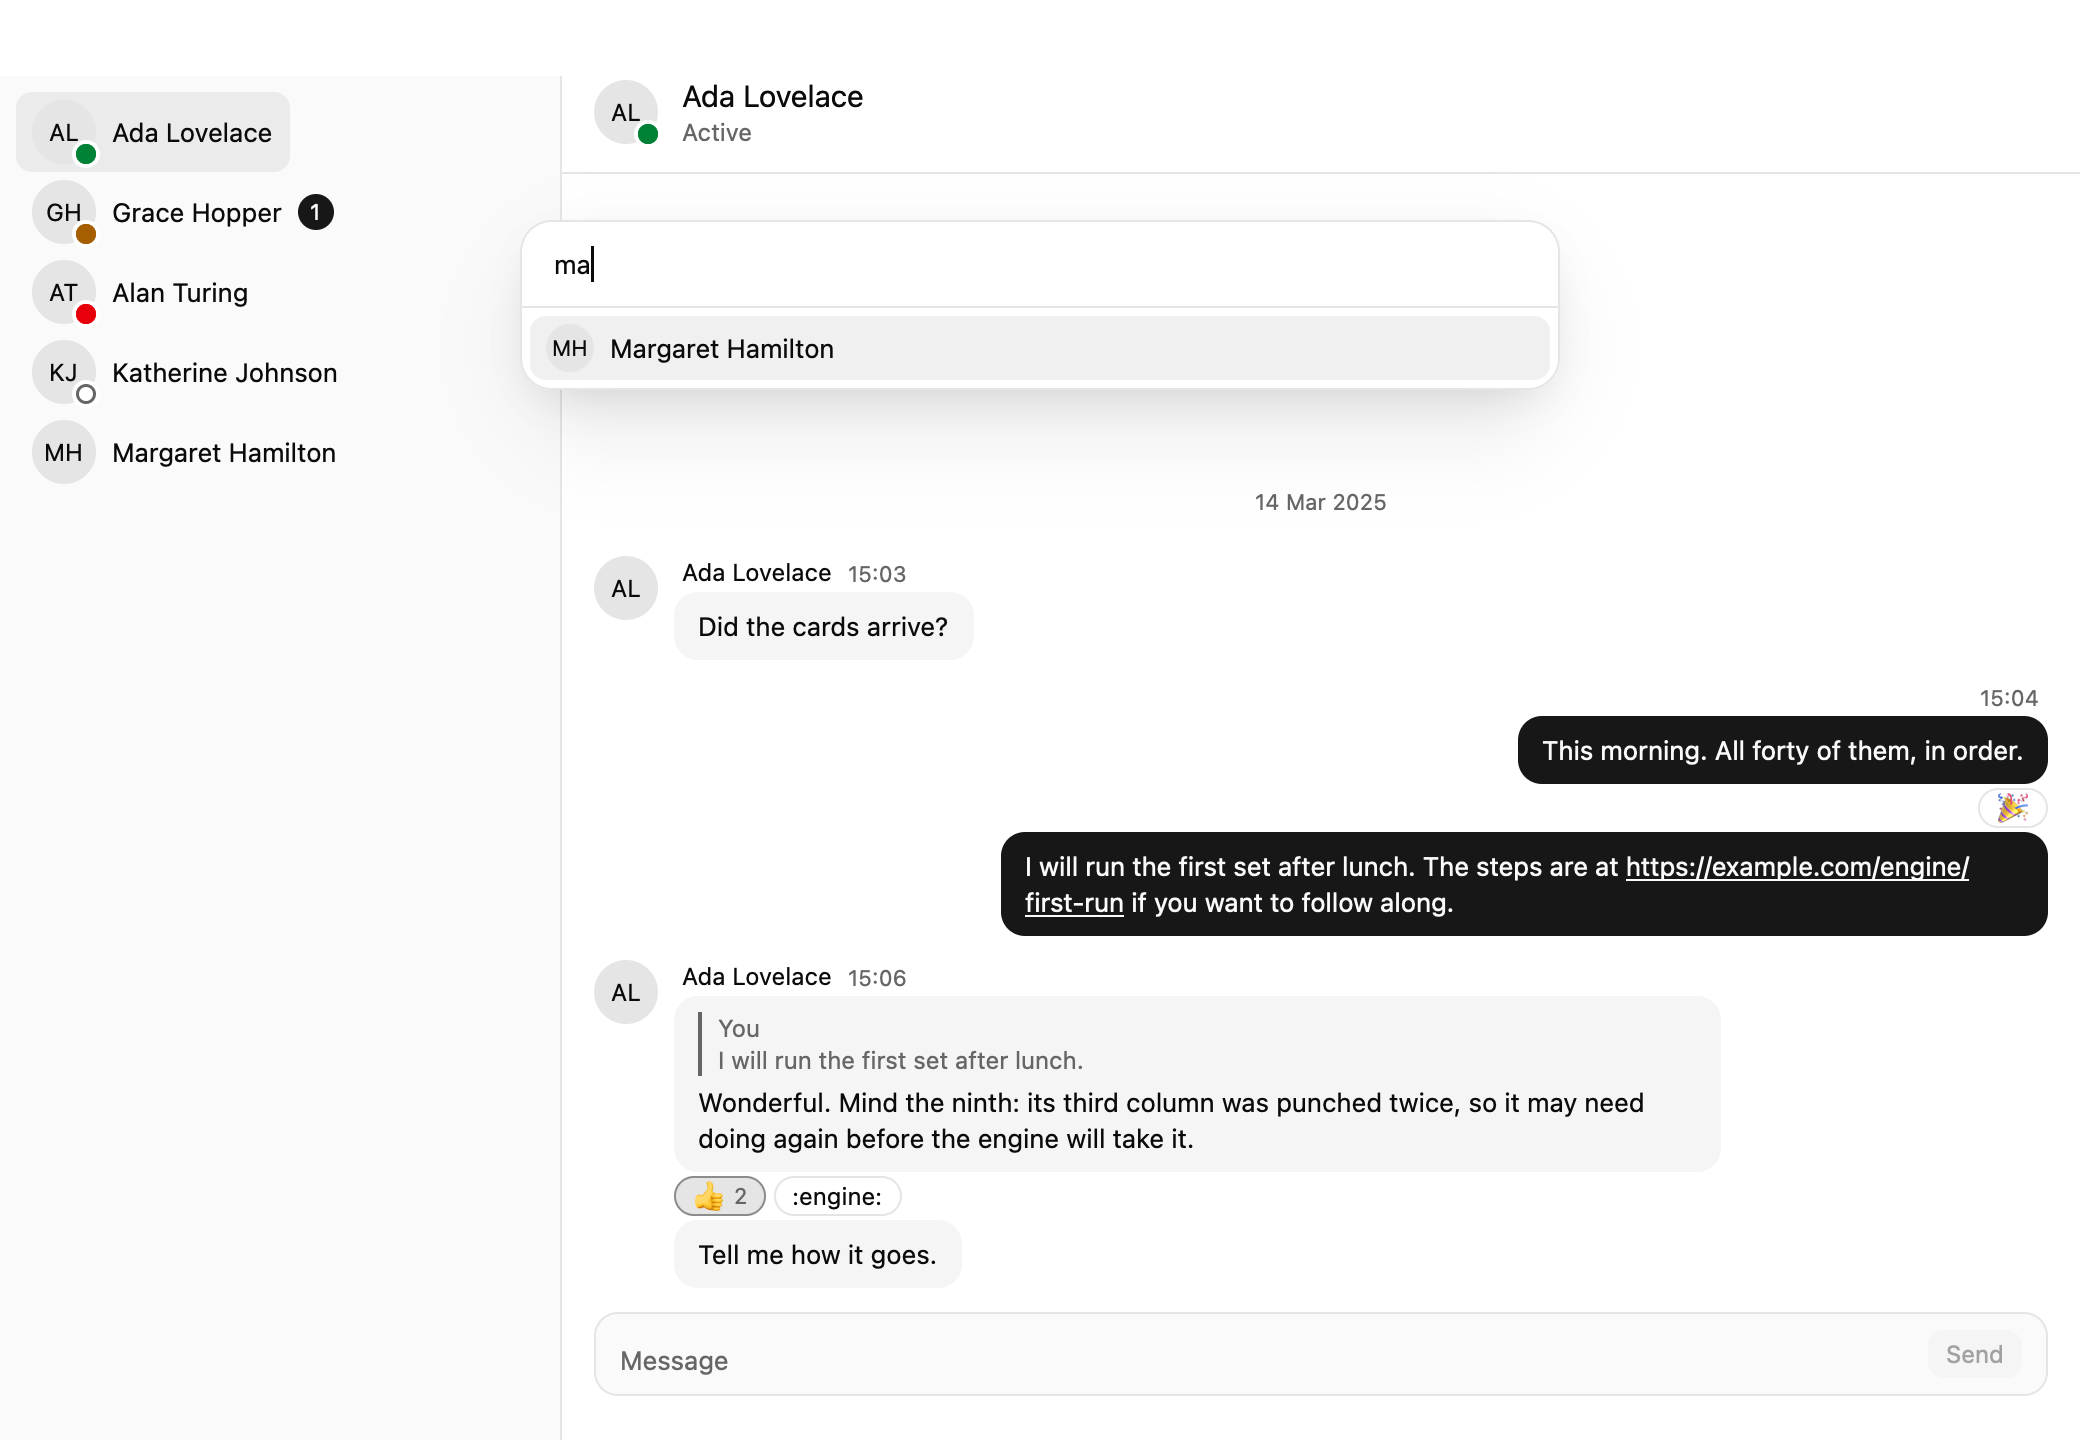 AL Ada Lovelace
GH Grace Hopper 1
AT Alan Turing
KJ Katherine Johnson
MH Margaret Hamilton
AL Ada Lovelace
Active
ma
MH Margaret Hamilton
14 Mar 2025
AL Ada Lovelace 15:03
Did the cards arrive?
15:04
This morning. All forty of them, in order.
🎉
I will run the first set after lunch. The steps are at https://example.com/engine/
first-run if you want to follow along.
AL Ada Lovelace 15:06
You
I will run the first set after lunch.
Wonderful. Mind the ninth: its third column was punched twice, so it may need
doing again before the engine will take it.
👍 2 :engine:
Tell me how it goes.
Message Send